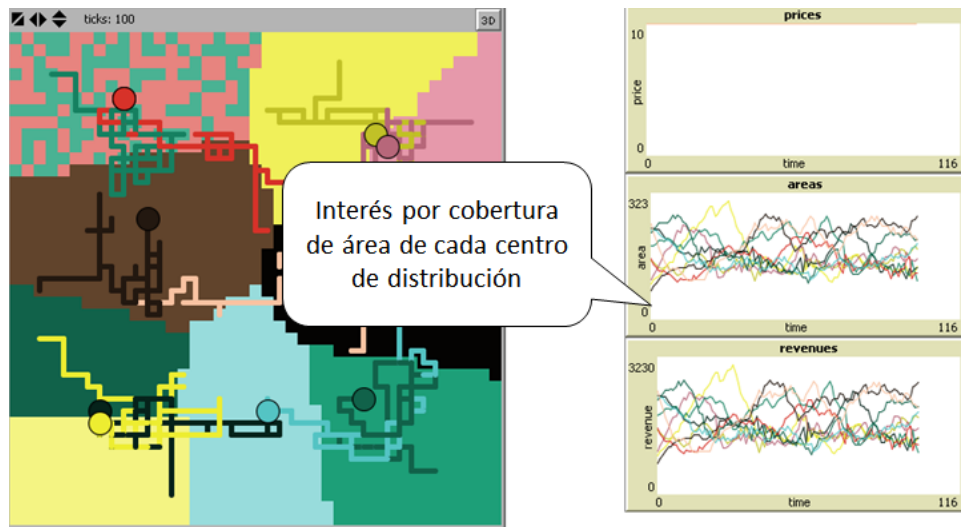 ticks: 100
3D
Interés por cobertura
de área de cada centro
de distribución
prices
10
price
0
0
time
116
areas
323
area
0
0
time
116
revenues
3230
revenue
0
0
time
116